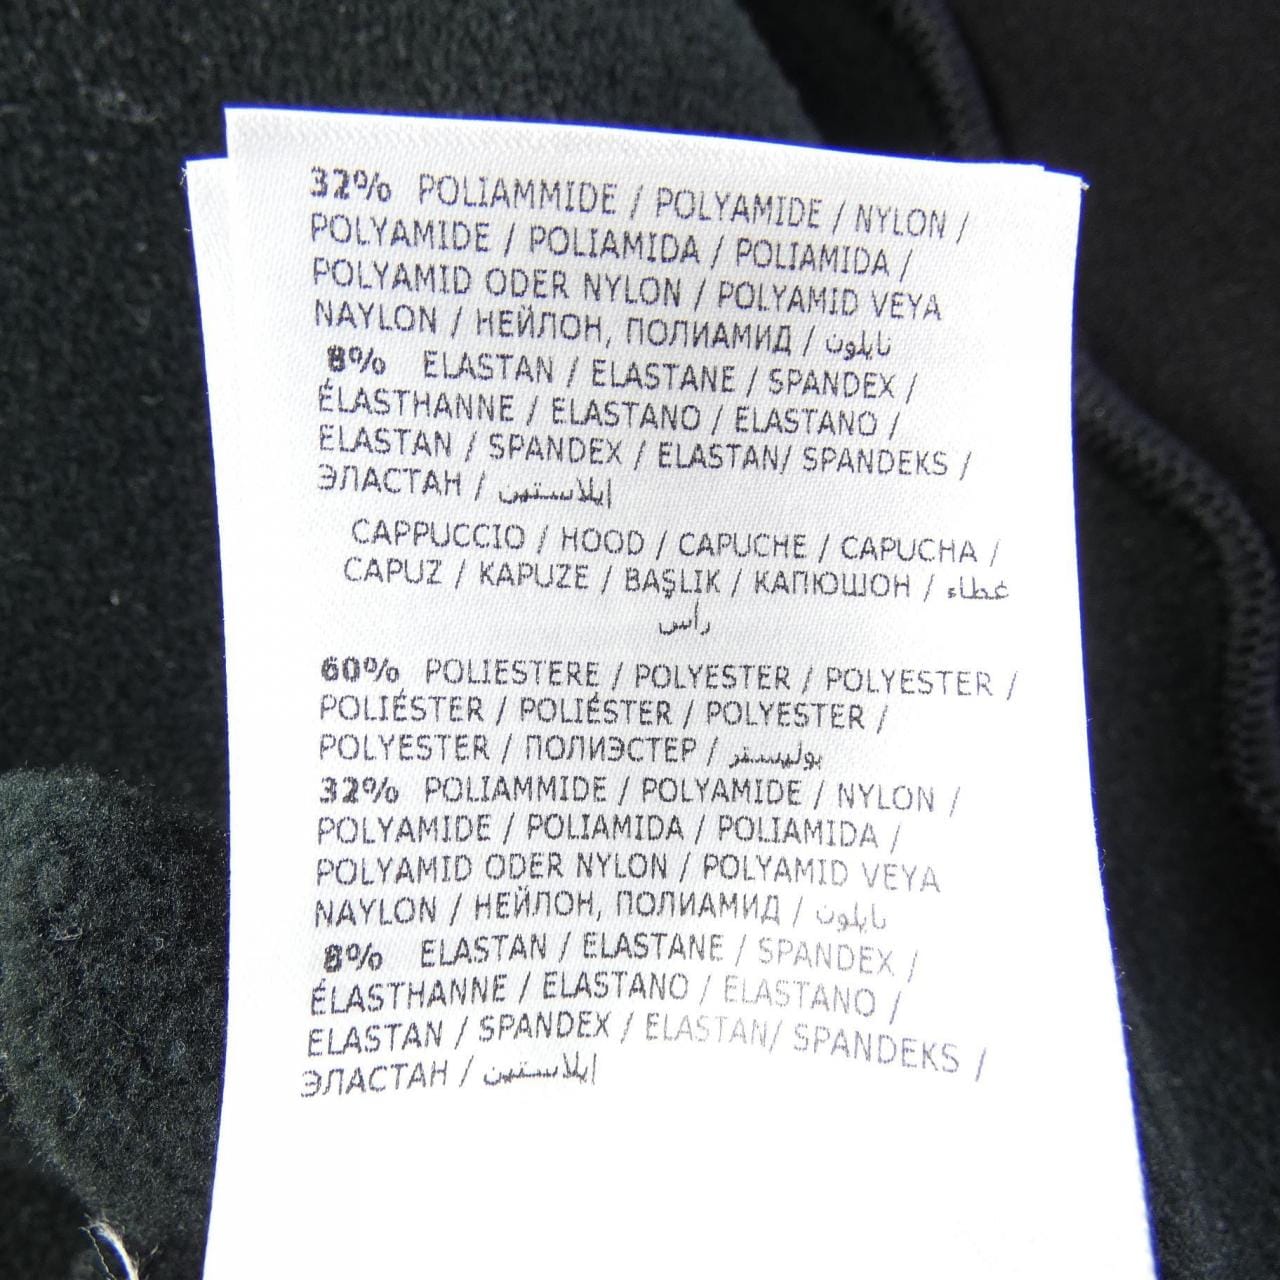 32% POLIAMMIDE / POLYAMIDE / NYLON /
POLYAMIDE / POLIAMIDA / POLIAMIDA /
POLYAMID ODER NYLON / POLYAMID VEYA
NAYLON / НЕЙЛОН, ПОЛИАМИД / نايلون
8% ELASTAN / ELASTANE / SPANDEX /
ÉLASTHANNE / ELASTANO / ELASTANO /
ELASTAN / SPANDEX / ELASTAN/ SPANDEKS /
ЭЛАСТАН / إيلاستين
CAPPUCCIO / HOOD / CAPUCHE / CAPUCHA /
CAPUZ / KAPUZE / BAŞLIK / КАПЮШОН / غطاء
رأس
60% POLIESTERE / POLYESTER / POLYESTER /
POLIÉSTER / POLIÉSTER / POLYESTER /
POLYESTER / ПОЛИЭСТЕР / بوليستر
32% POLIAMMIDE / POLYAMIDE / NYLON /
POLYAMIDE / POLIAMIDA / POLIAMIDA /
POLYAMID ODER NYLON / POLYAMID VEYA
NAYLON / НЕЙЛОН, ПОЛИАМИД / نايلون
8% ELASTAN / ELASTANE / SPANDEX /
ÉLASTHANNE / ELASTANO / ELASTANO /
ELASTAN / SPANDEX / ELASTAN/ SPANDEKS /
ЭЛАСТАН / إيلاستين